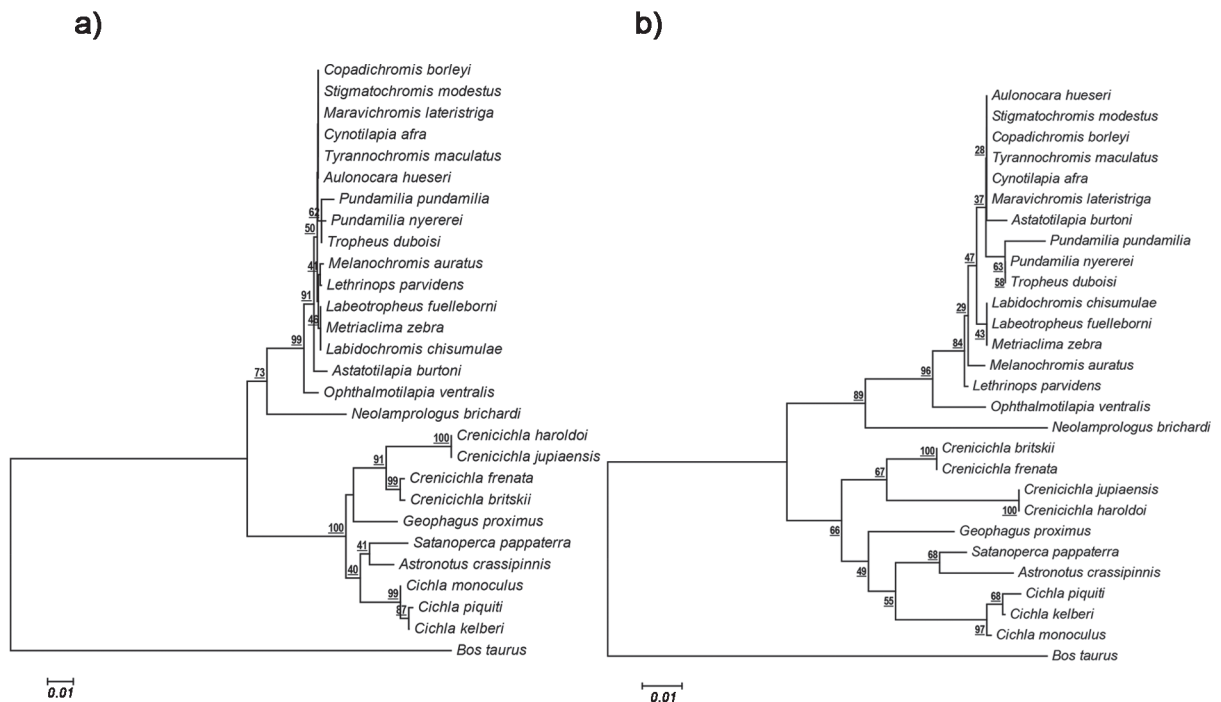 a)
Copadichromis borleyi
Stigmatochromis modestus
Maravichromis lateristriga
Cynotilapia afra
Tyrannochromis maculatus
Aulonocara hueseri
Pundamilia pundamilia
62
Pundamilia nyererei
50
Tropheus duboisi
41
Melanochromis auratus
Lethrinops parvidens
91
Labeotropheus fuelleborni
46
Metriaclima zebra
99
Labidochromis chisumulae
73
Astatotilapia burtoni
Ophthalmotilapia ventralis
Neolamprologus brichardi
100
Crenicichla haroldoi
Crenicichla jupiaensis
91
99
Crenicichla frenata
Crenicichla britskii
100
Geophagus proximus
41
Satanoperca pappaterra
40
Astronotus crassipinnis
99
Cichla monoculus
87
Cichla piquiti
Cichla kelberi
Bos taurus
0.01
b)
Aulonocara hueseri
Stigmatochromis modestus
Copadichromis borleyi
28
Tyrannochromis maculatus
Cynotilapia afra
37
Maravichromis lateristriga
Astatotilapia burtoni
Pundamilia pundamilia
47
63
Pundamilia nyererei
58
Tropheus duboisi
29
Labidochromis chisumulae
Labeotropheus fuelleborni
43
Metriaclima zebra
84
Melanochromis auratus
96
Lethrinops parvidens
89
Ophthalmotilapia ventralis
Neolamprologus brichardi
100
Crenicichla britskii
67
Crenicichla frenata
Crenicichla jupiaensis
100
Crenicichla haroldoi
66
Geophagus proximus
68
Satanoperca pappaterra
49
Astronotus crassipinnis
55
68
Cichla piquiti
Cichla kelberi
97
Cichla monoculus
Bos taurus
0.01